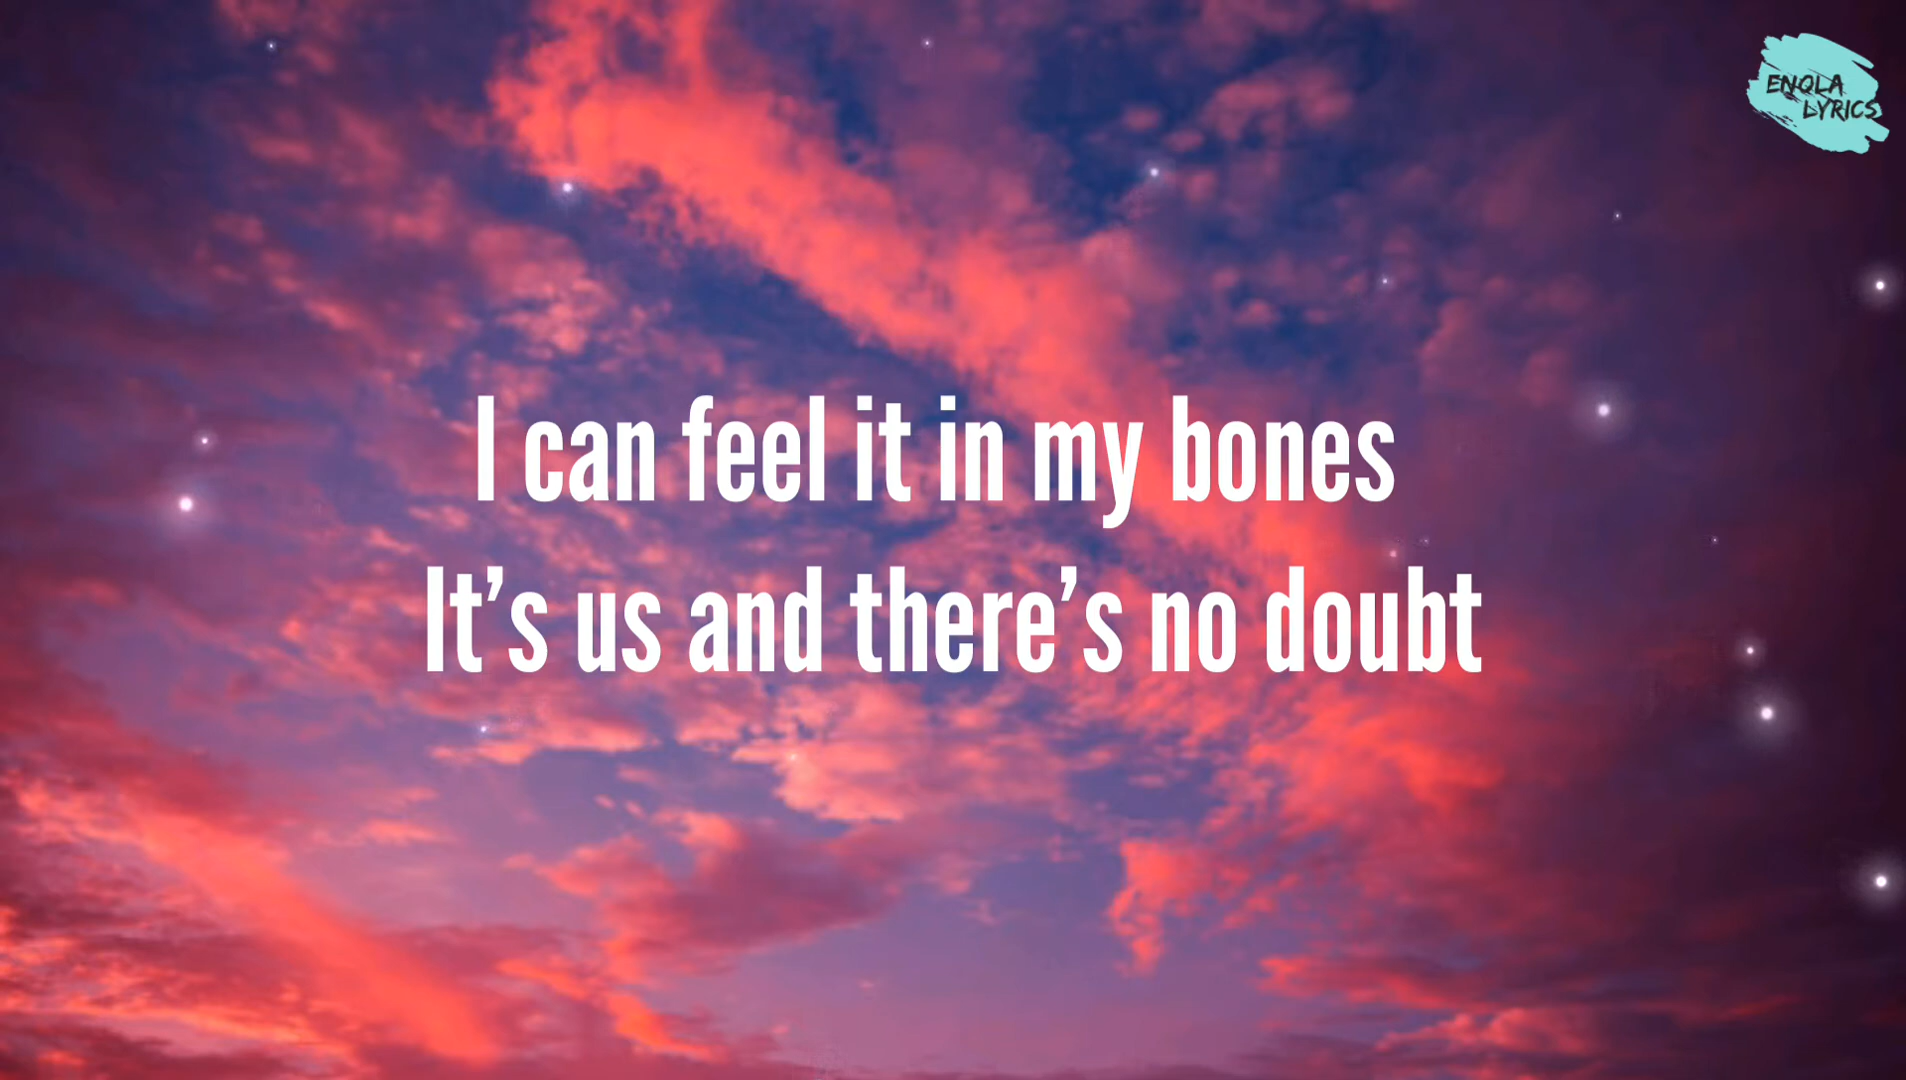 ENOLA
LYRICS
I can feel it in my bones
It’s us and there’s no doubt